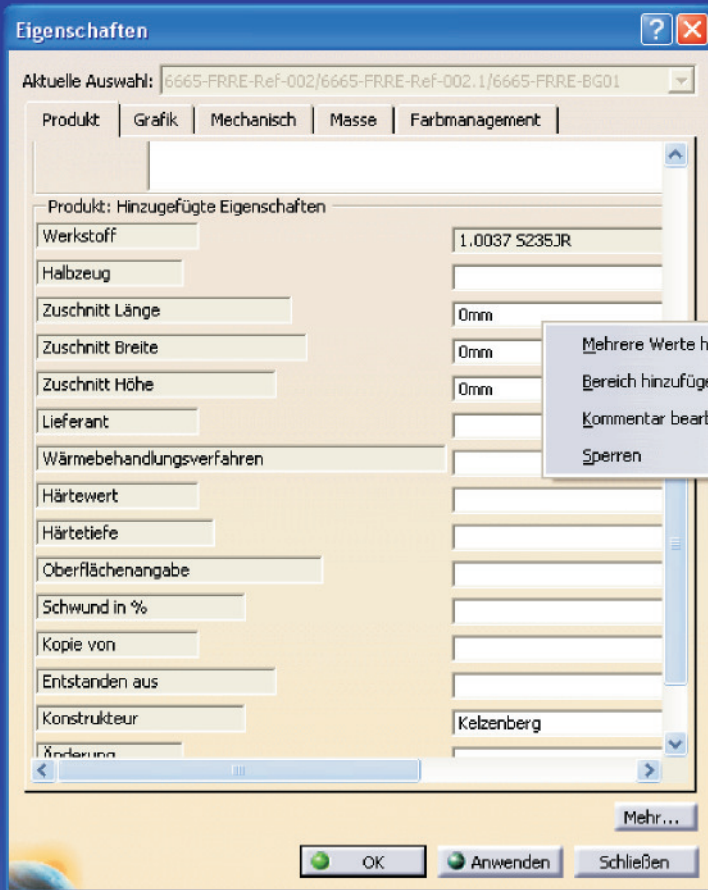 Eigenschaften
Aktuelle Auswahl: 6665-FRRE-Ref-002/6665-FRRE-Ref-002.1/6665-FRRE-BG01
Produkt Grafik Mechanisch Masse Farbmanagement
Produkt: Hinzugefügte Eigenschaften
Werkstoff 1.0037 S235JR
Halbzeug
Zuschnitt Länge 0mm
Zuschnitt Breite 0mm
Zuschnitt Höhe 0mm
Mehrere Werte h
Bereich hinzufüge
Kommentar bearb
Sperren
Lieferant
Wärmebehandlungsverfahren
Härtewert
Härtetiefe
Oberflächenangabe
Schwund in %
Kopie von
Entstanden aus
Konstrukteur Kelzenberg
Änderung
Mehr...
OK Anwenden Schließen